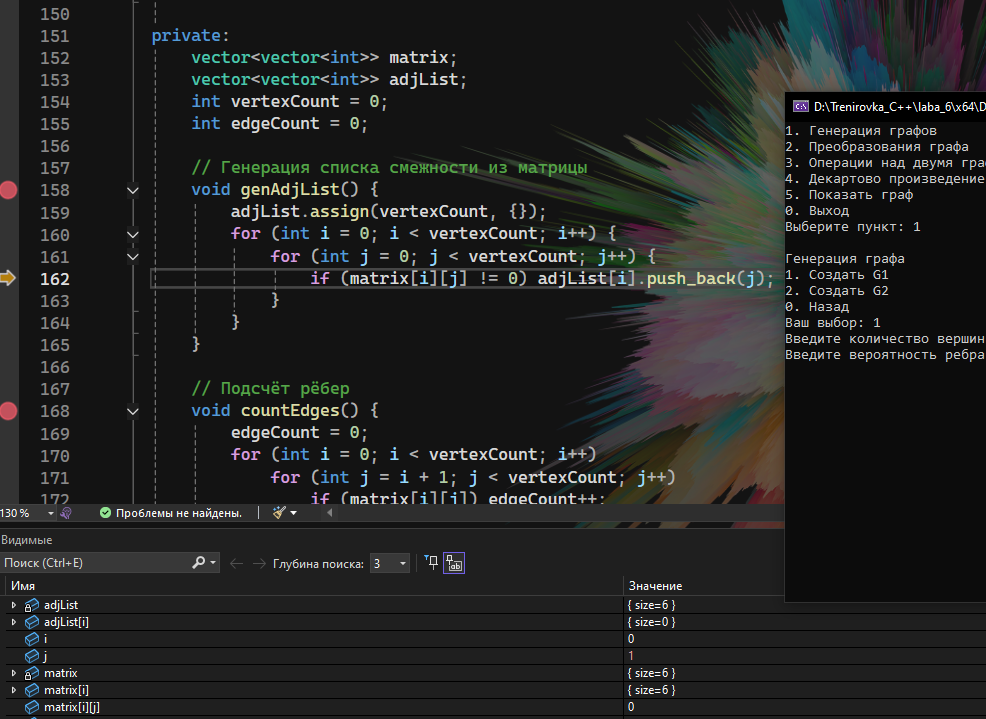 150
151 private:
152 vector<vector<int>> matrix;
153 vector<vector<int>> adjList;
154 int vertexCount = 0;
155 int edgeCount = 0;
156
157 // Генерация списка смежности из матрицы
158 void genAdjList() {
159 adjList.assign(vertexCount, {});
160 for (int i = 0; i < vertexCount; i++) {
161 for (int j = 0; j < vertexCount; j++) {
162 if (matrix[i][j] != 0) adjList[i].push_back(j);
163 }
164 }
165 }
166
167 // Подсчёт рёбер
168 void countEdges() {
169 edgeCount = 0;
170 for (int i = 0; i < vertexCount; i++)
171 for (int j = i + 1; j < vertexCount; j++)
172 if (matrix[i][j]) edgeCount++;
130 % Проблемы не найдены.
D:\Trenirovka_C++\laba_6\x64\D
1. Генерация графов
2. Преобразования графа
3. Операции над двумя гра
4. Декартово произведение
5. Показать граф
0. Выход
Выберите пункт: 1
Генерация графа
1. Создать G1
2. Создать G2
0. Назад
Ваш выбор: 1
Введите количество вершин
Введите вероятность ребра
Видимые
Поиск (Ctrl+E) Глубина поиска: 3
Имя Значение
adjList { size=6 }
adjList[i] { size=0 }
i 0
j 1
matrix { size=6 }
matrix[i] { size=6 }
matrix[i][j] 0